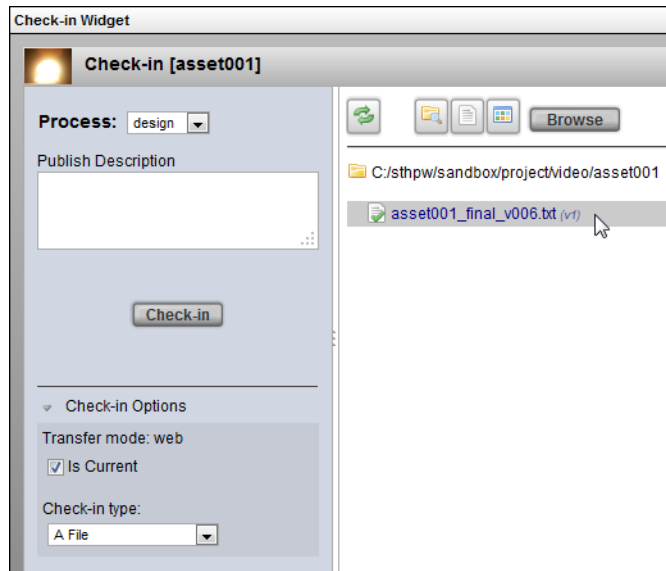 Check-in Widget
Check-in [asset001]
Process: design
Publish Description
Check-in
Check-in Options
Transfer mode: web
Is Current
Check-in type:
A File
Browse
C:/sthpw/sandbox/project/video/asset001
asset001_final_v006.txt (v1)